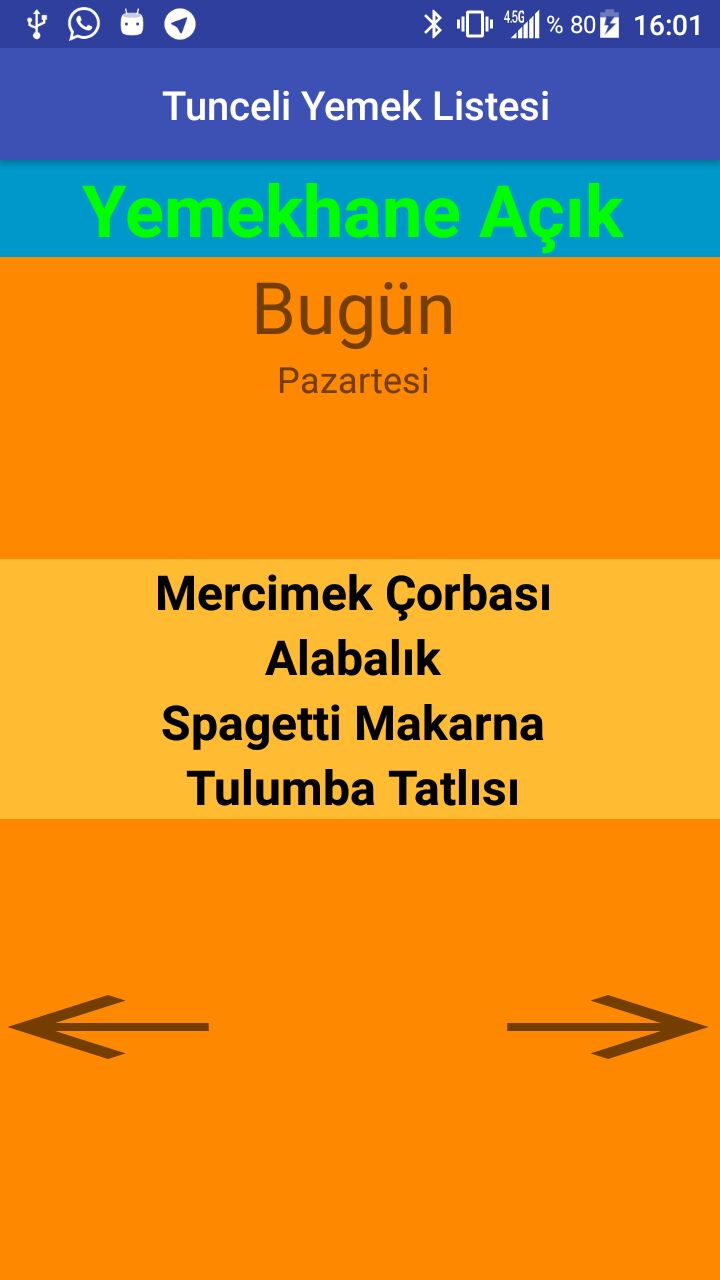 4.5G % 80 16:01
Tunceli Yemek Listesi
Yemekhane Açık
Bugün
Pazartesi
Mercimek Çorbası
Alabalık
Spagetti Makarna
Tulumba Tatlısı